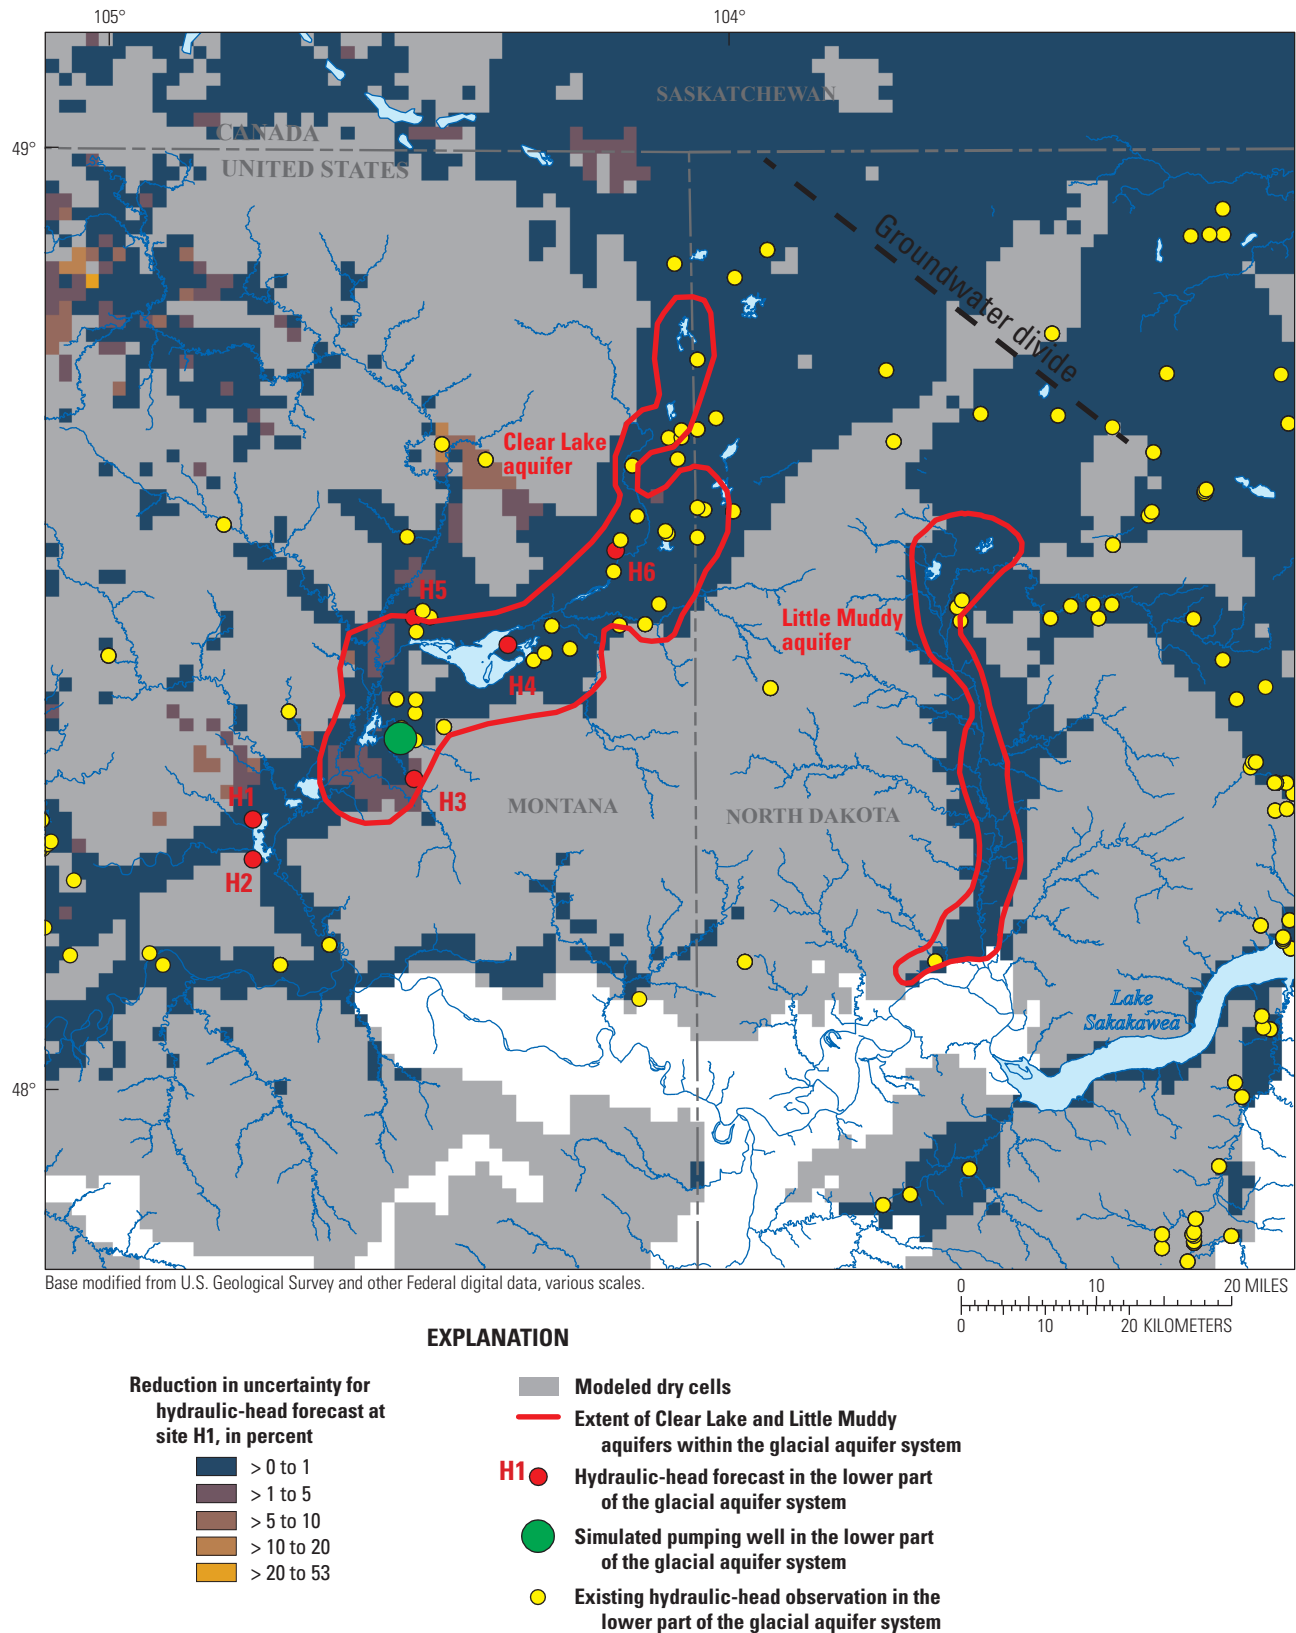 105°
104°
SASKATCHEWAN
CANADA
49°
UNITED STATES
Groundwater divide
Clear Lake
aquifer
H6
H5
Little Muddy
aquifer
H4
H3
MONTANA
NORTH DAKOTA
H1
H2
Lake
Sakakawea
48°
Base modified from U.S. Geological Survey and other Federal digital data, various scales.
0 10 20 MILES
0 10 20 KILOMETERS
EXPLANATION
Reduction in uncertainty for
hydraulic-head forecast at
site H1, in percent
> 0 to 1
> 1 to 5
> 5 to 10
> 10 to 20
> 20 to 53
Modeled dry cells
Extent of Clear Lake and Little Muddy
aquifers within the glacial aquifer system
H1 Hydraulic-head forecast in the lower part
of the glacial aquifer system
Simulated pumping well in the lower part
of the glacial aquifer system
Existing hydraulic-head observation in the
lower part of the glacial aquifer system